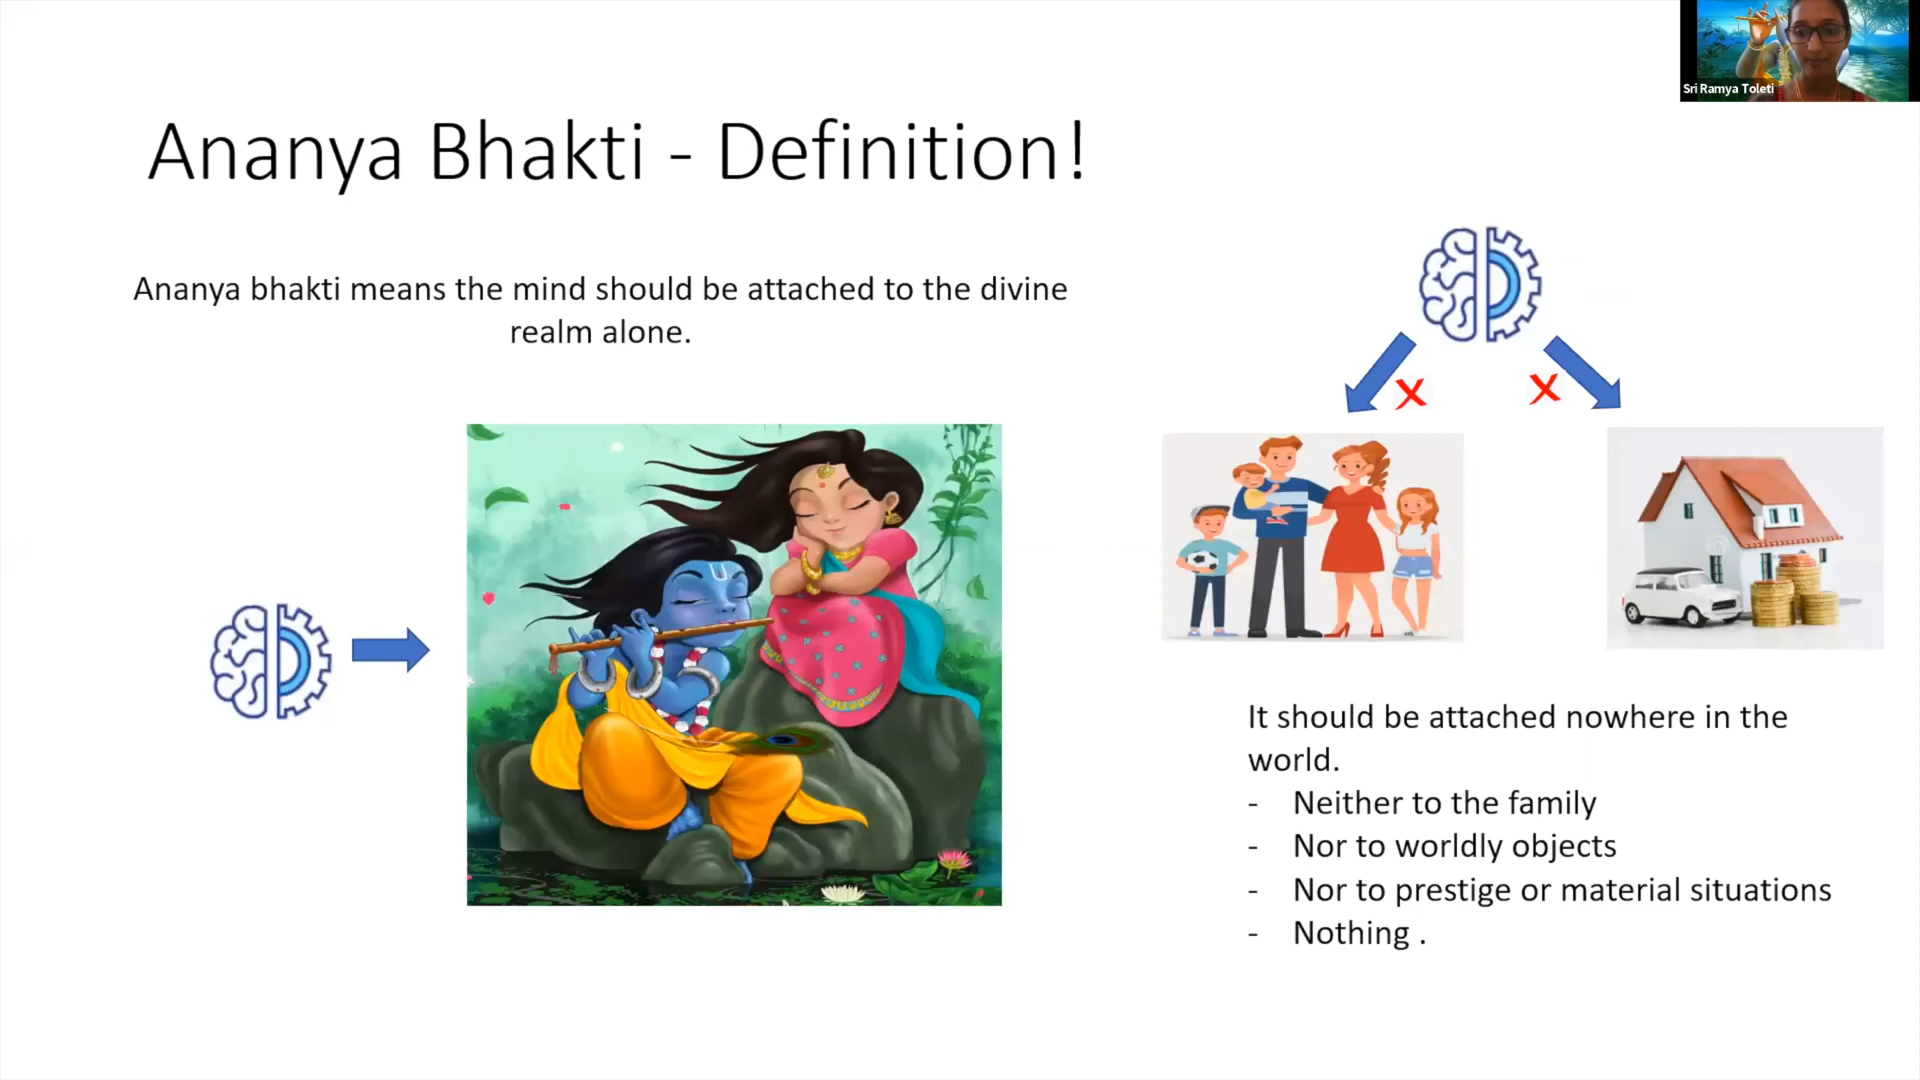 Sri Ramya Toleti
Ananya Bhakti - Definition!
Ananya bhakti means the mind should be attached to the divine
realm alone.
It should be attached nowhere in the
world.
- Neither to the family
- Nor to worldly objects
- Nor to prestige or material situations
- Nothing .